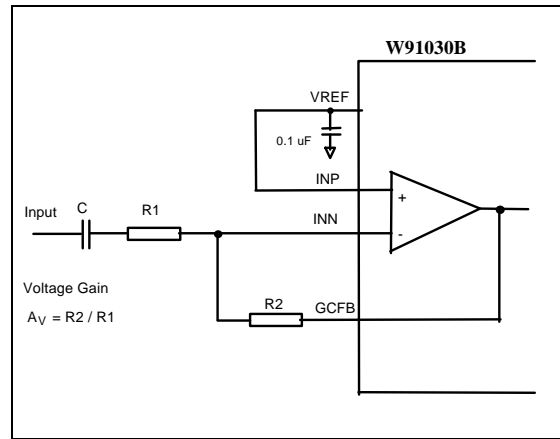 W91030B
VREF
0.1 uF
INP
+
Input
C
R1
INN
-
Voltage Gain
R2
GCFB
AV = R2 / R1